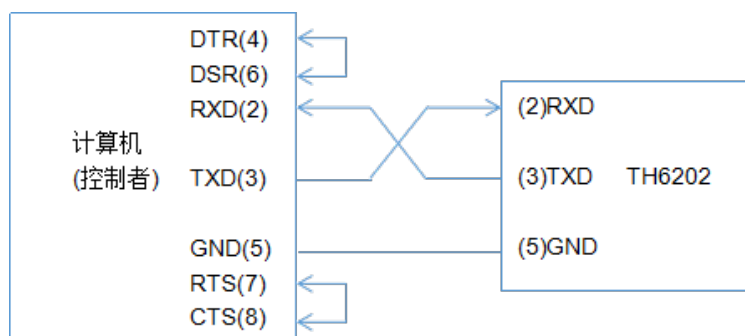 DTR(4)
DSR(6)
RXD(2)
计算机
(控制者)
TXD(3)
GND(5)
RTS(7)
CTS(8)
(2)RXD
(3)TXD TH6202
(5)GND